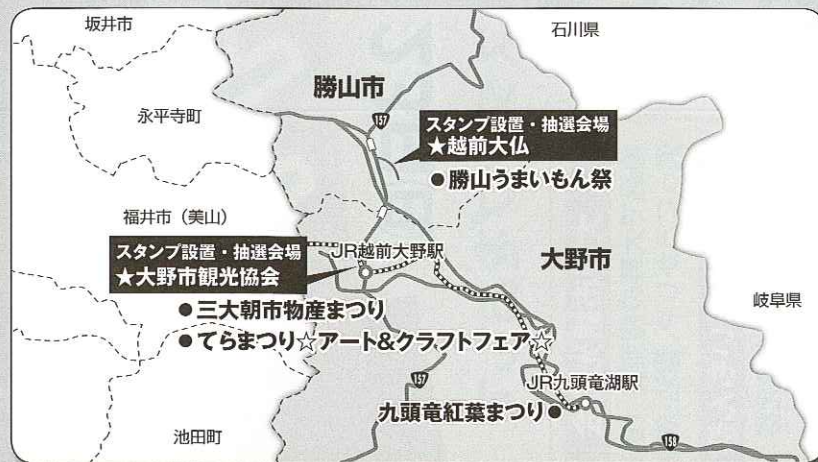 坂井市
石川県
勝山市
157
永平寺町
スタンプ設置・抽選会場
★越前大仏
●勝山うまいもん祭
福井市（美山）
スタンプ設置・抽選会場
★大野市観光協会
JR越前大野駅
大野市
岐阜県
●三大朝市物産まつり
●てらまつり☆アート&クラフトフェア☆
157
JR九頭竜湖駅
九頭竜紅葉まつり●
池田町
158